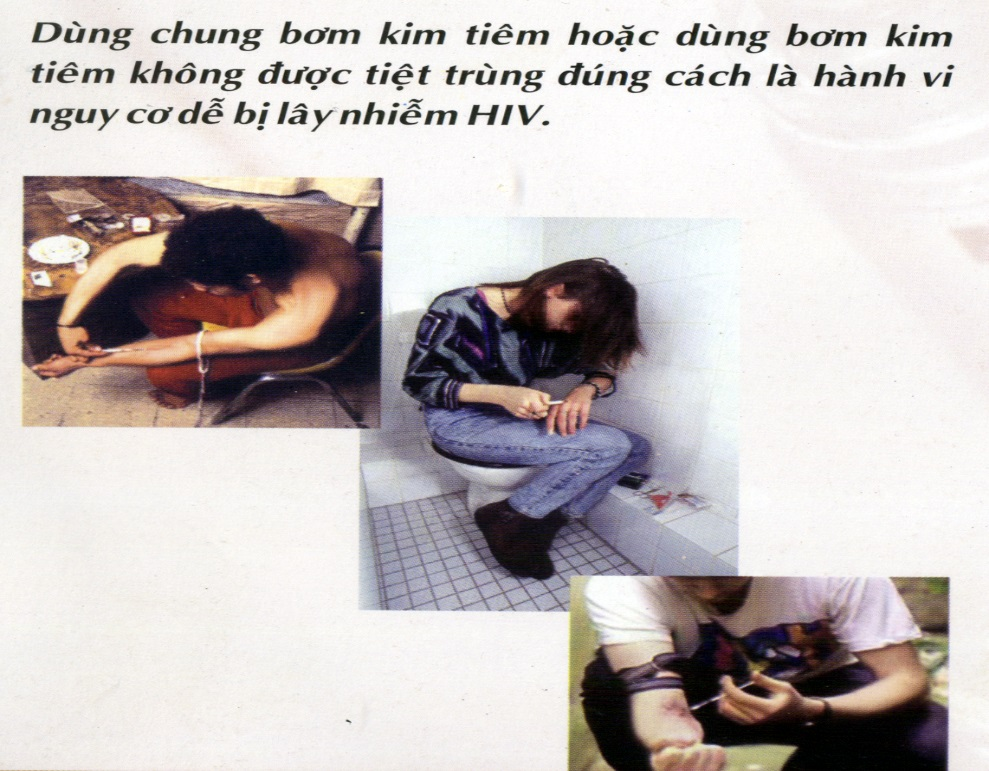 Dùng chung bơm kim tiêm hoặc dùng bơm kim
tiêm không được tiệt trùng đúng cách là hành vi
nguy cơ dễ bị lây nhiễm HIV.